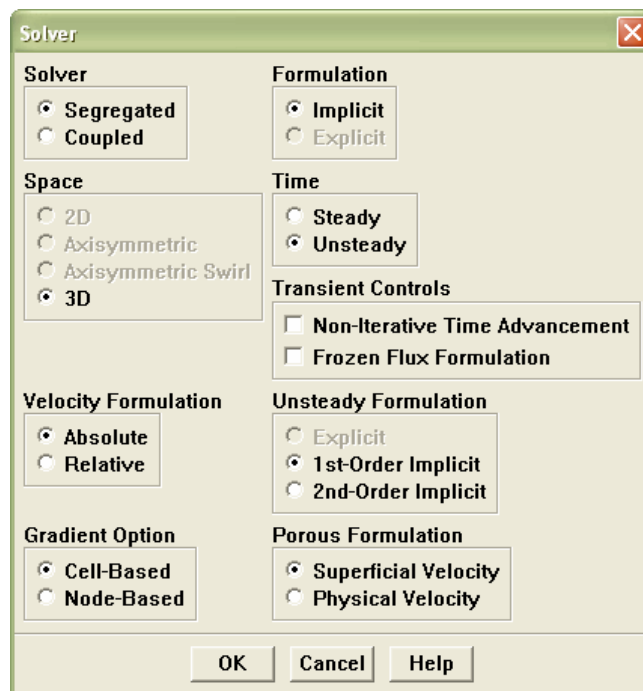 Solver
Solver
Segregated
Coupled
Formulation
Implicit
Explicit
Space
2D
Axisymmetric
Axisymmetric Swirl
3D
Time
Steady
Unsteady
Transient Controls
Non-Iterative Time Advancement
Frozen Flux Formulation
Velocity Formulation
Absolute
Relative
Unsteady Formulation
Explicit
1st-Order Implicit
2nd-Order Implicit
Gradient Option
Cell-Based
Node-Based
Porous Formulation
Superficial Velocity
Physical Velocity
OK Cancel Help